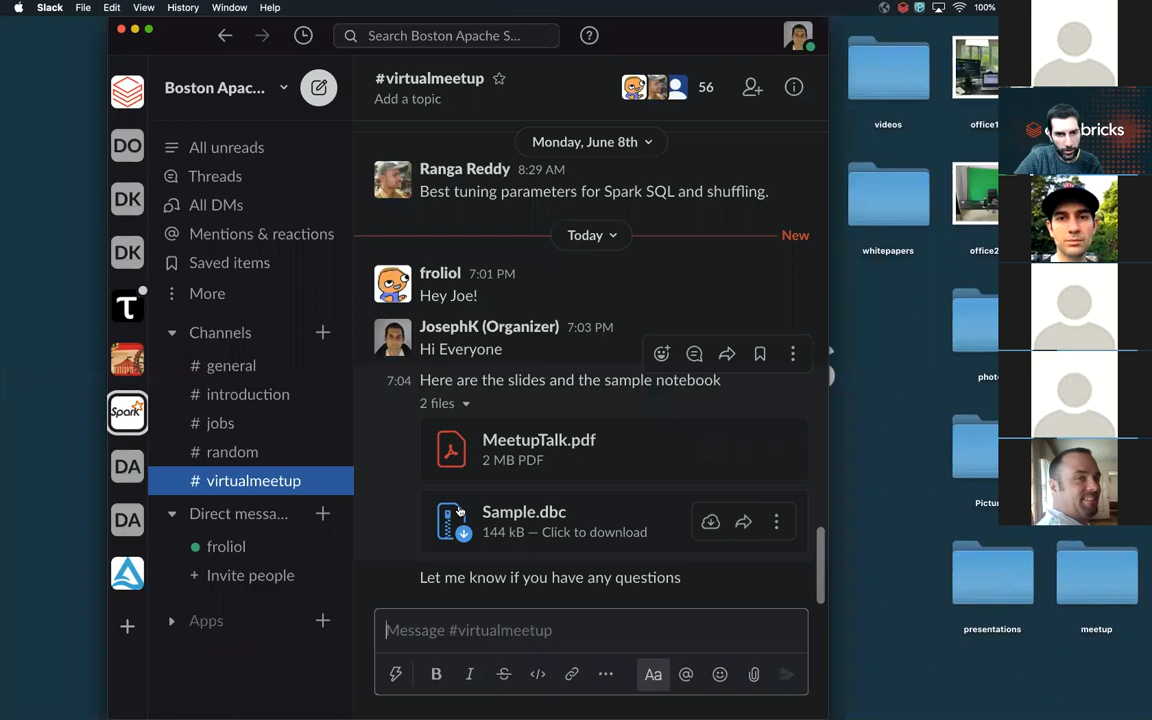 Slack File Edit View History Window Help
100%
Search Boston Apache S...
Boston Apac...
#virtualmeetup
Add a topic
56
DO
DK
DK
T
Spark
DA
DA
All unreads
Threads
All DMs
Mentions & reactions
Saved items
More
Channels
# general
# introduction
# jobs
# random
# virtualmeetup
Direct messa...
froliol
+ Invite people
Apps
Monday, June 8th
Ranga Reddy 8:29 AM
Best tuning parameters for Spark SQL and shuffling.
Today
New
froliol 7:01 PM
Hey Joe!
JosephK (Organizer) 7:03 PM
Hi Everyone
7:04 Here are the slides and the sample notebook
2 files
MeetupTalk.pdf
2 MB PDF
Sample.dbc
144 kB — Click to download
Let me know if you have any questions
Message #virtualmeetup
B I S </> ... Aa @
videos
office1
whitepapers
office2
photo
Pictur
presentations
meetup
bricks